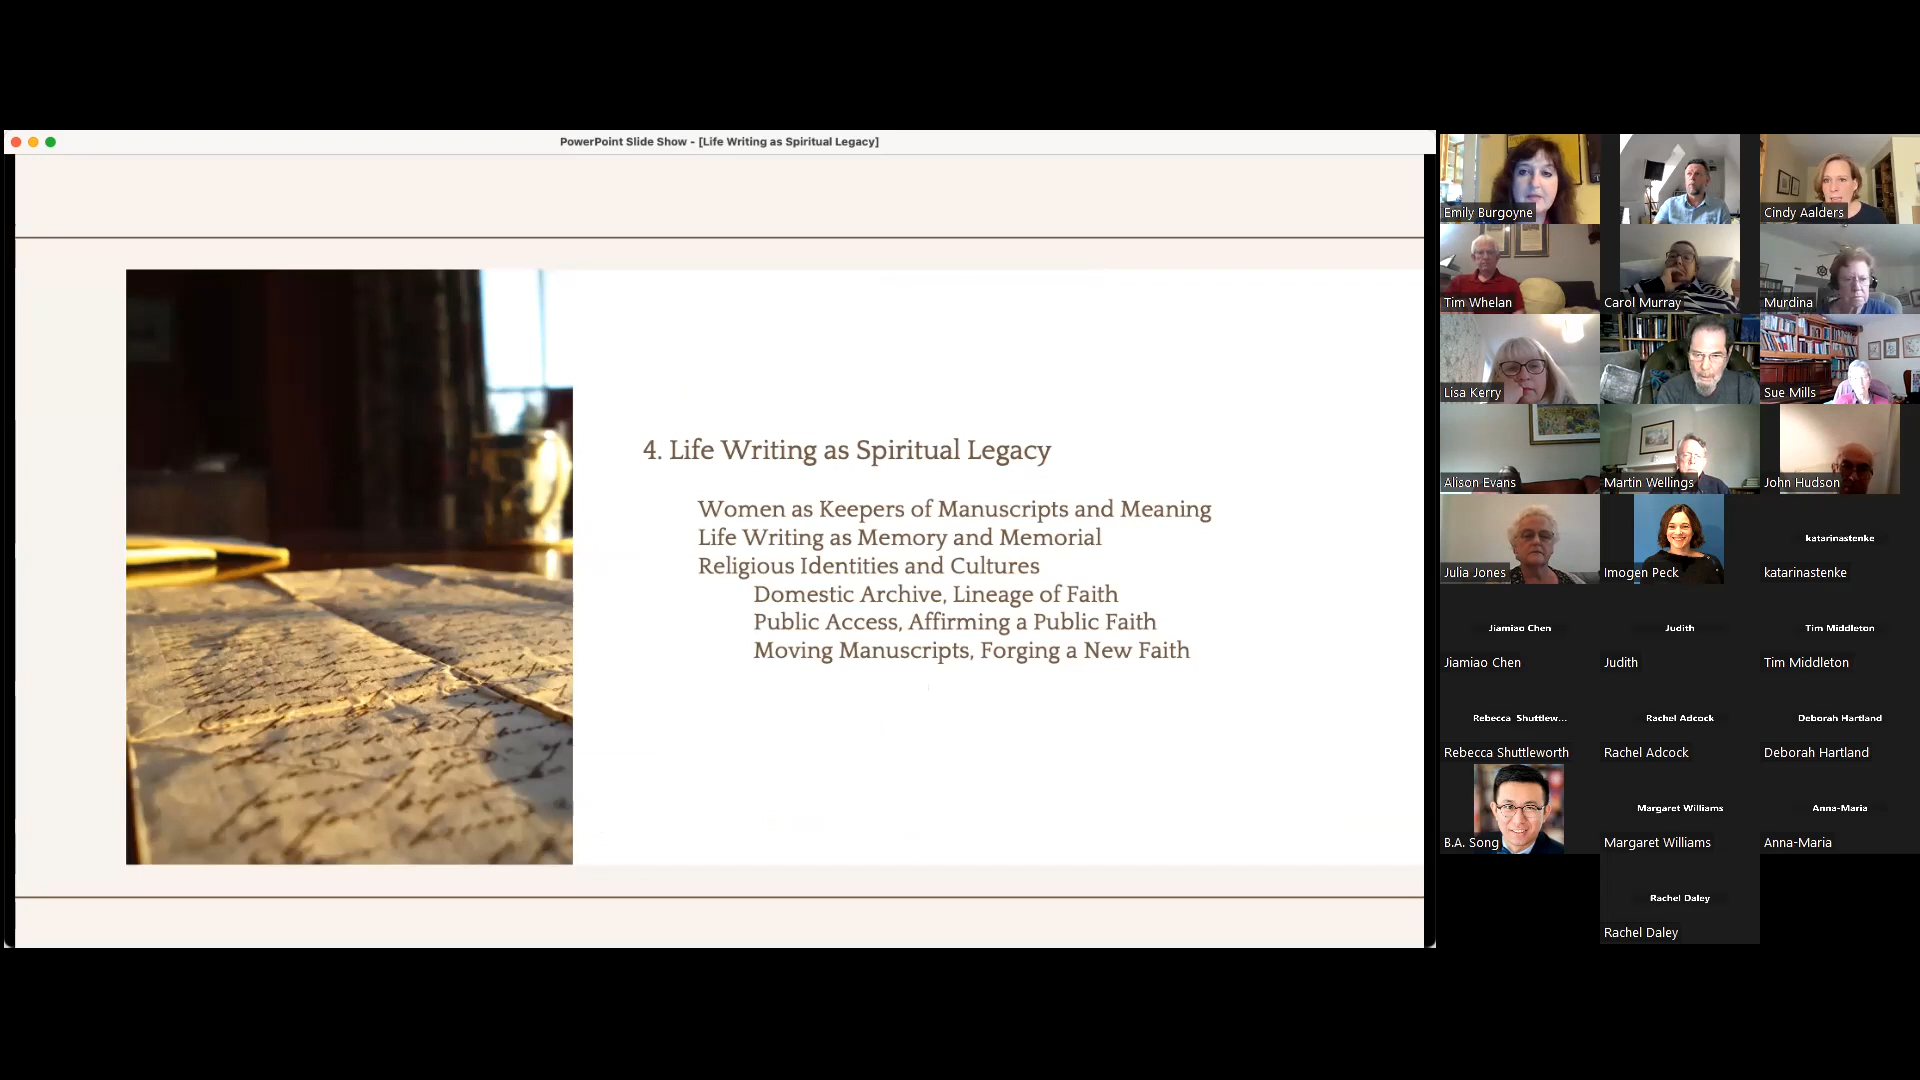 PowerPoint Slide Show - [Life Writing as Spiritual Legacy]
4. Life Writing as Spiritual Legacy
Women as Keepers of Manuscripts and Meaning
Life Writing as Memory and Memorial
Religious Identities and Cultures
Domestic Archive, Lineage of Faith
Public Access, Affirming a Public Faith
Moving Manuscripts, Forging a New Faith
Emily Burgoyne
Cindy Aalders
Tim Whelan
Carol Murray
Murdina
Lisa Kerry
Sue Mills
Alison Evans
Martin Wellings
John Hudson
Julia Jones
Imogen Peck
katarinastenke
katarinastenke
Jiamiao Chen
Judith
Tim Middleton
Jiamiao Chen
Judith
Tim Middleton
Rebecca Shuttlew...
Rachel Adcock
Deborah Hartland
Rebecca Shuttleworth
Rachel Adcock
Deborah Hartland
B.A. Song
Margaret Williams
Anna-Maria
Margaret Williams
Anna-Maria
Rachel Daley
Rachel Daley